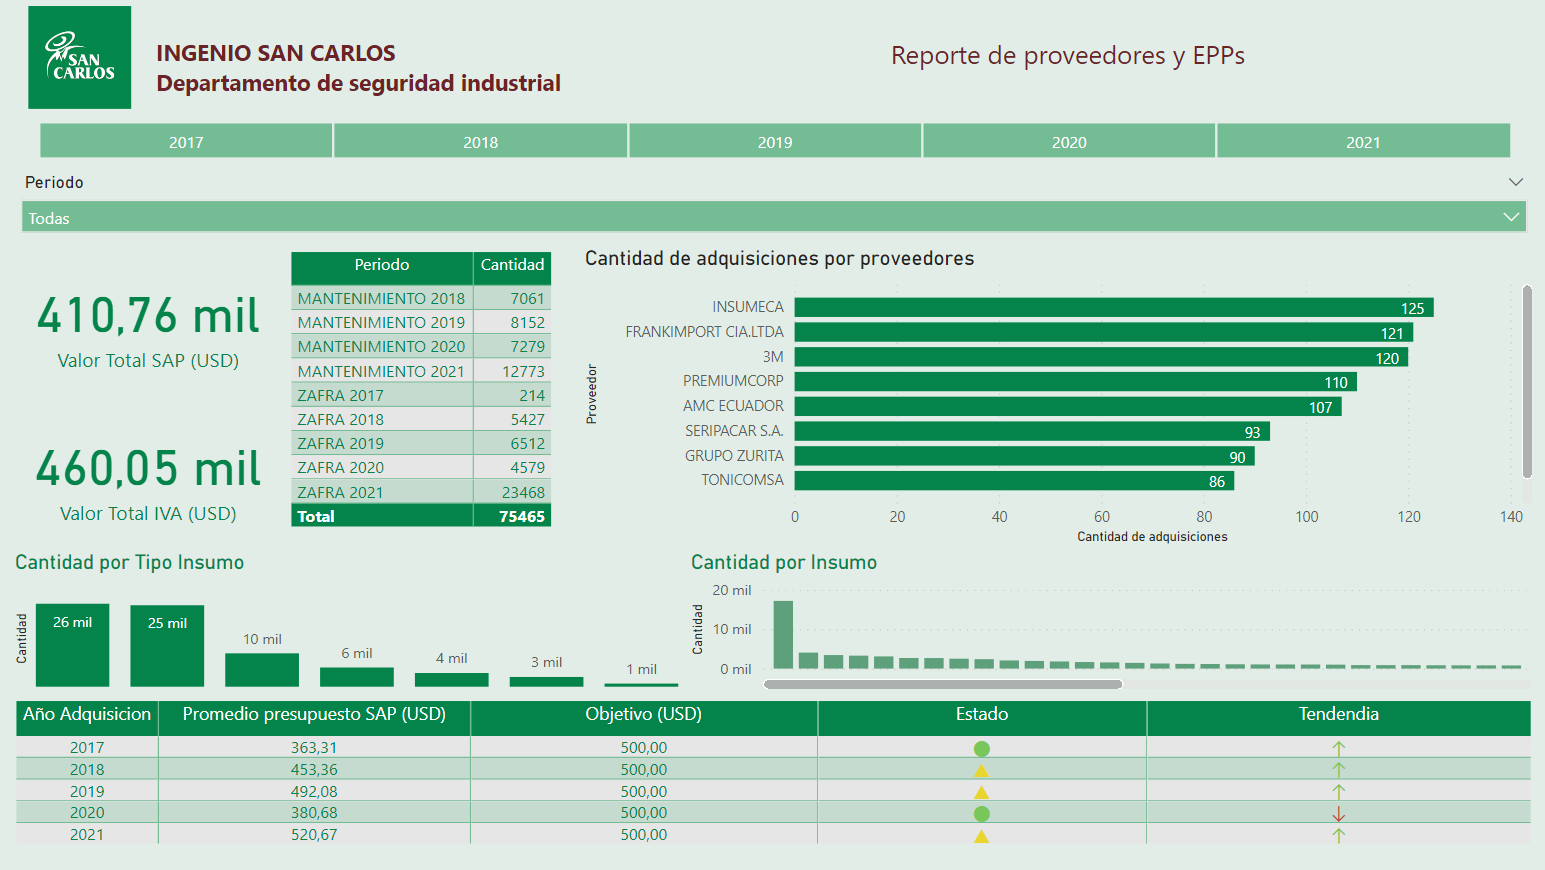 SAN
CARLOS
INGENIO SAN CARLOS
Departamento de seguridad industrial
Reporte de proveedores y EPPs
2017 2018 2019 2020 2021
Periodo
Todas
410,76 mil
Valor Total SAP (USD)
460,05 mil
Valor Total IVA (USD)
Periodo Cantidad
MANTENIMIENTO 2018 7061
MANTENIMIENTO 2019 8152
MANTENIMIENTO 2020 7279
MANTENIMIENTO 2021 12773
ZAFRA 2017 214
ZAFRA 2018 5427
ZAFRA 2019 6512
ZAFRA 2020 4579
ZAFRA 2021 23468
Total 75465
Cantidad de adquisiciones por proveedores
Proveedor
INSUMECA 125
FRANKIMPORT CIA.LTDA 121
3M 120
PREMIUMCORP 110
AMC ECUADOR 107
SERIPACAR S.A. 93
GRUPO ZURITA 90
TONICOMSA 86
0 20 40 60 80 100 120 140
Cantidad de adquisiciones
Cantidad por Tipo Insumo
Cantidad
26 mil 25 mil 10 mil 6 mil 4 mil 3 mil 1 mil
Cantidad por Insumo
Cantidad
20 mil
10 mil
0 mil
Año Adquisicion Promedio presupuesto SAP (USD) Objetivo (USD) Estado Tendendia
2017 363,31 500,00
2018 453,36 500,00
2019 492,08 500,00
2020 380,68 500,00
2021 520,67 500,00